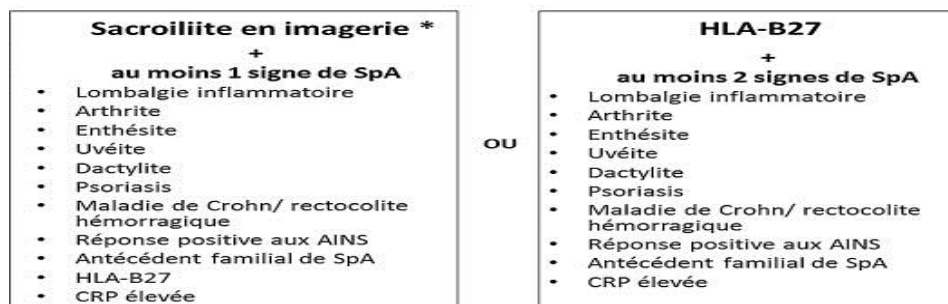 Sacroiliite en imagerie *
+
au moins 1 signe de SpA
• Lombalgie inflammatoire
• Arthrite
• Enthésite
• Uvéite
• Dactylite
• Psoriasis
• Maladie de Crohn/ rectocolite
hémorragique
• Réponse positive aux AINS
• Antécédent familial de SpA
• HLA-B27
• CRP élevée
OU
HLA-B27
+
au moins 2 signes de SpA
• Lombalgie inflammatoire
• Arthrite
• Enthésite
• Uvéite
• Dactylite
• Psoriasis
• Maladie de Crohn/ rectocolite
hémorragique
• Réponse positive aux AINS
• Antécédent familial de SpA
• CRP élevée